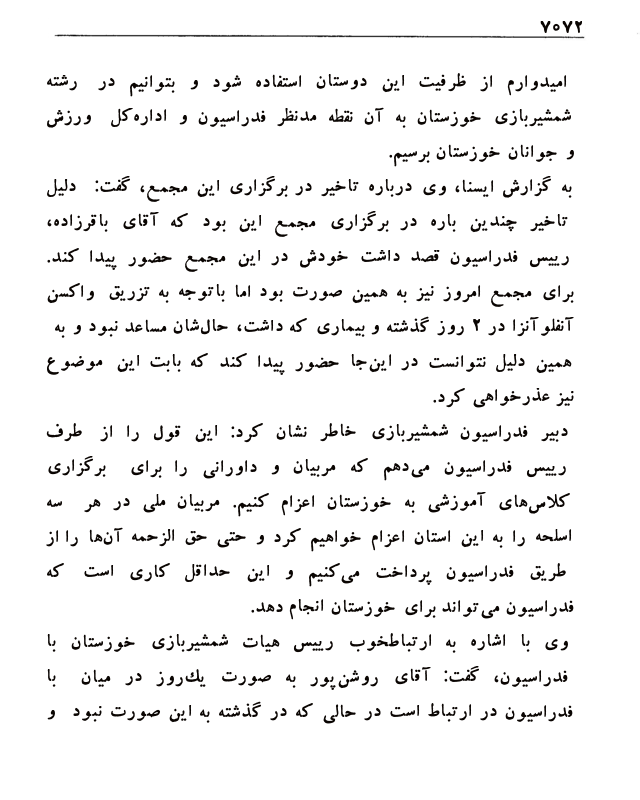 ۷۰۷۲
امیدوارم از ظرفیت این دوستان استفاده شود و بتوانیم در رشته
شمشیربازی خوزستان به آن نقطه مدنظر فدراسیون و اداره‌کل ورزش
و جوانان خوزستان برسیم.
به گزارش ایسنا، وی درباره تاخیر در برگزاری این مجمع، گفت: دلیل
تاخیر چندین باره در برگزاری مجمع این بود که آقای باقرزاده،
رییس فدراسیون قصد داشت خودش در این مجمع حضور پیدا کند.
برای مجمع امروز نیز به همین صورت بود اما باتوجه به تزریق واکسن
آنفلوآنزا در ۲ روز گذشته و بیماری که داشت، حال‌شان مساعد نبود و به
همین دلیل نتوانست در این‌جا حضور پیدا کند که بابت این موضوع
نیز عذرخواهی کرد.
دبیر فدراسیون شمشیربازی خاطر نشان کرد: این قول را از طرف
رییس فدراسیون می‌دهم که مربیان و داورانی را برای برگزاری
کلاس‌های آموزشی به خوزستان اعزام کنیم. مربیان ملی در هر سه
اسلحه را به این استان اعزام خواهیم کرد و حتی حق الزحمه آن‌ها را از
طریق فدراسیون پرداخت می‌کنیم و این حداقل کاری است که
فدراسیون می‌تواند برای خوزستان انجام دهد.
وی با اشاره به ارتباطخوب رییس هیات شمشیربازی خوزستان با
فدراسیون، گفت: آقای روشن‌پور به صورت یك‌روز در میان با
فدراسیون در ارتباط است در حالی که در گذشته به این صورت نبود و